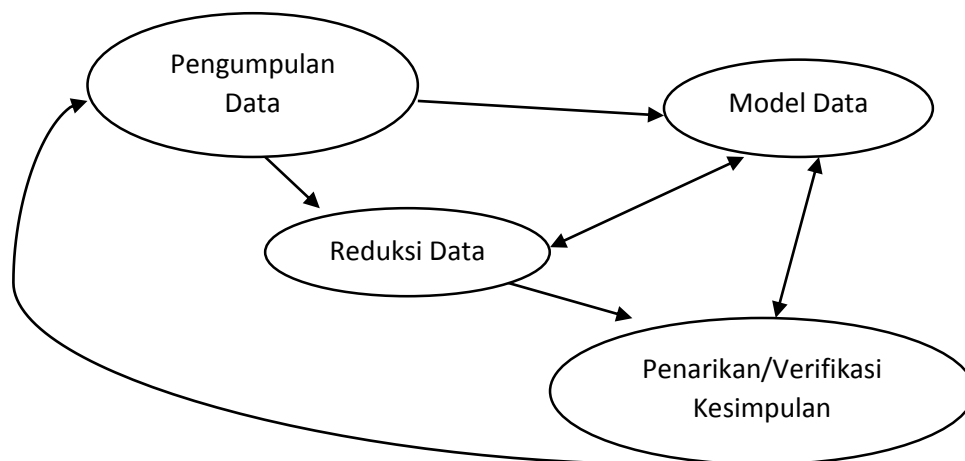 Pengumpulan
Data
Model Data
Reduksi Data
Penarikan/Verifikasi
Kesimpulan